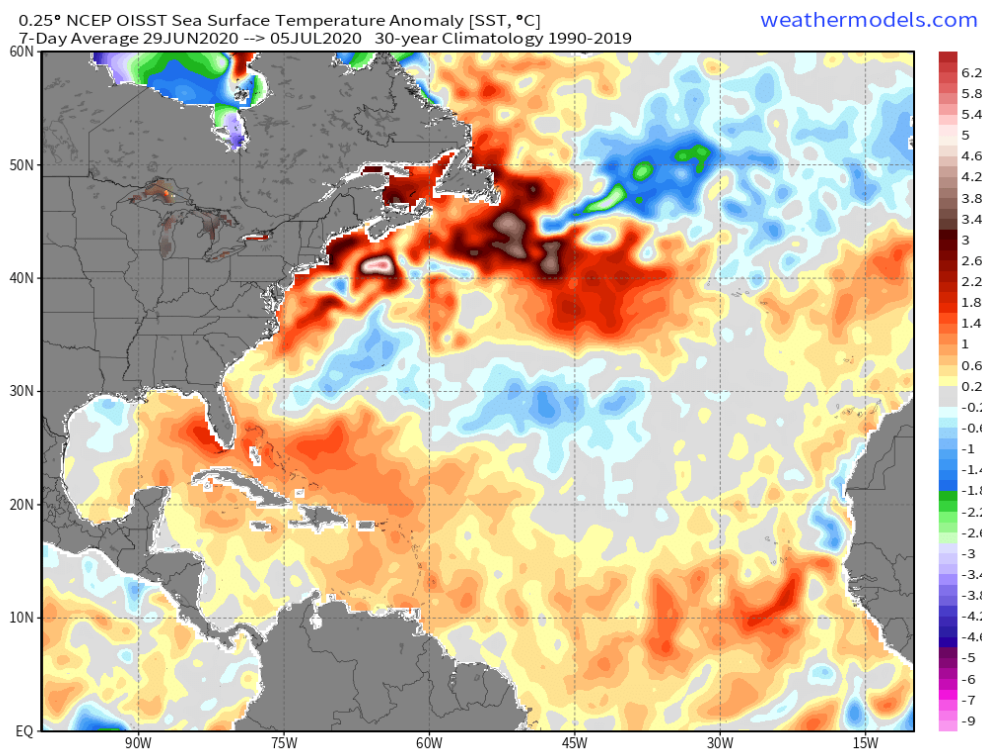 0.25° NCEP OISST Sea Surface Temperature Anomaly [SST, °C]
weathermodels.com
7-Day Average 29JUN2020 --> 05JUL2020 30-year Climatology 1990-2019
60N
50N
40N
30N
20N
10N
EQ
90W
75W
60W
45W
30W
15W
6.2
5.8
5.4
5
4.6
4.2
3.8
3.4
3
2.6
2.2
1.8
1.4
1
0.6
0.2
-0.2
-0.6
-1
-1.4
-1.8
-2.2
-2.6
-3
-3.4
-3.8
-4.2
-4.6
-5
-6
-7
-9